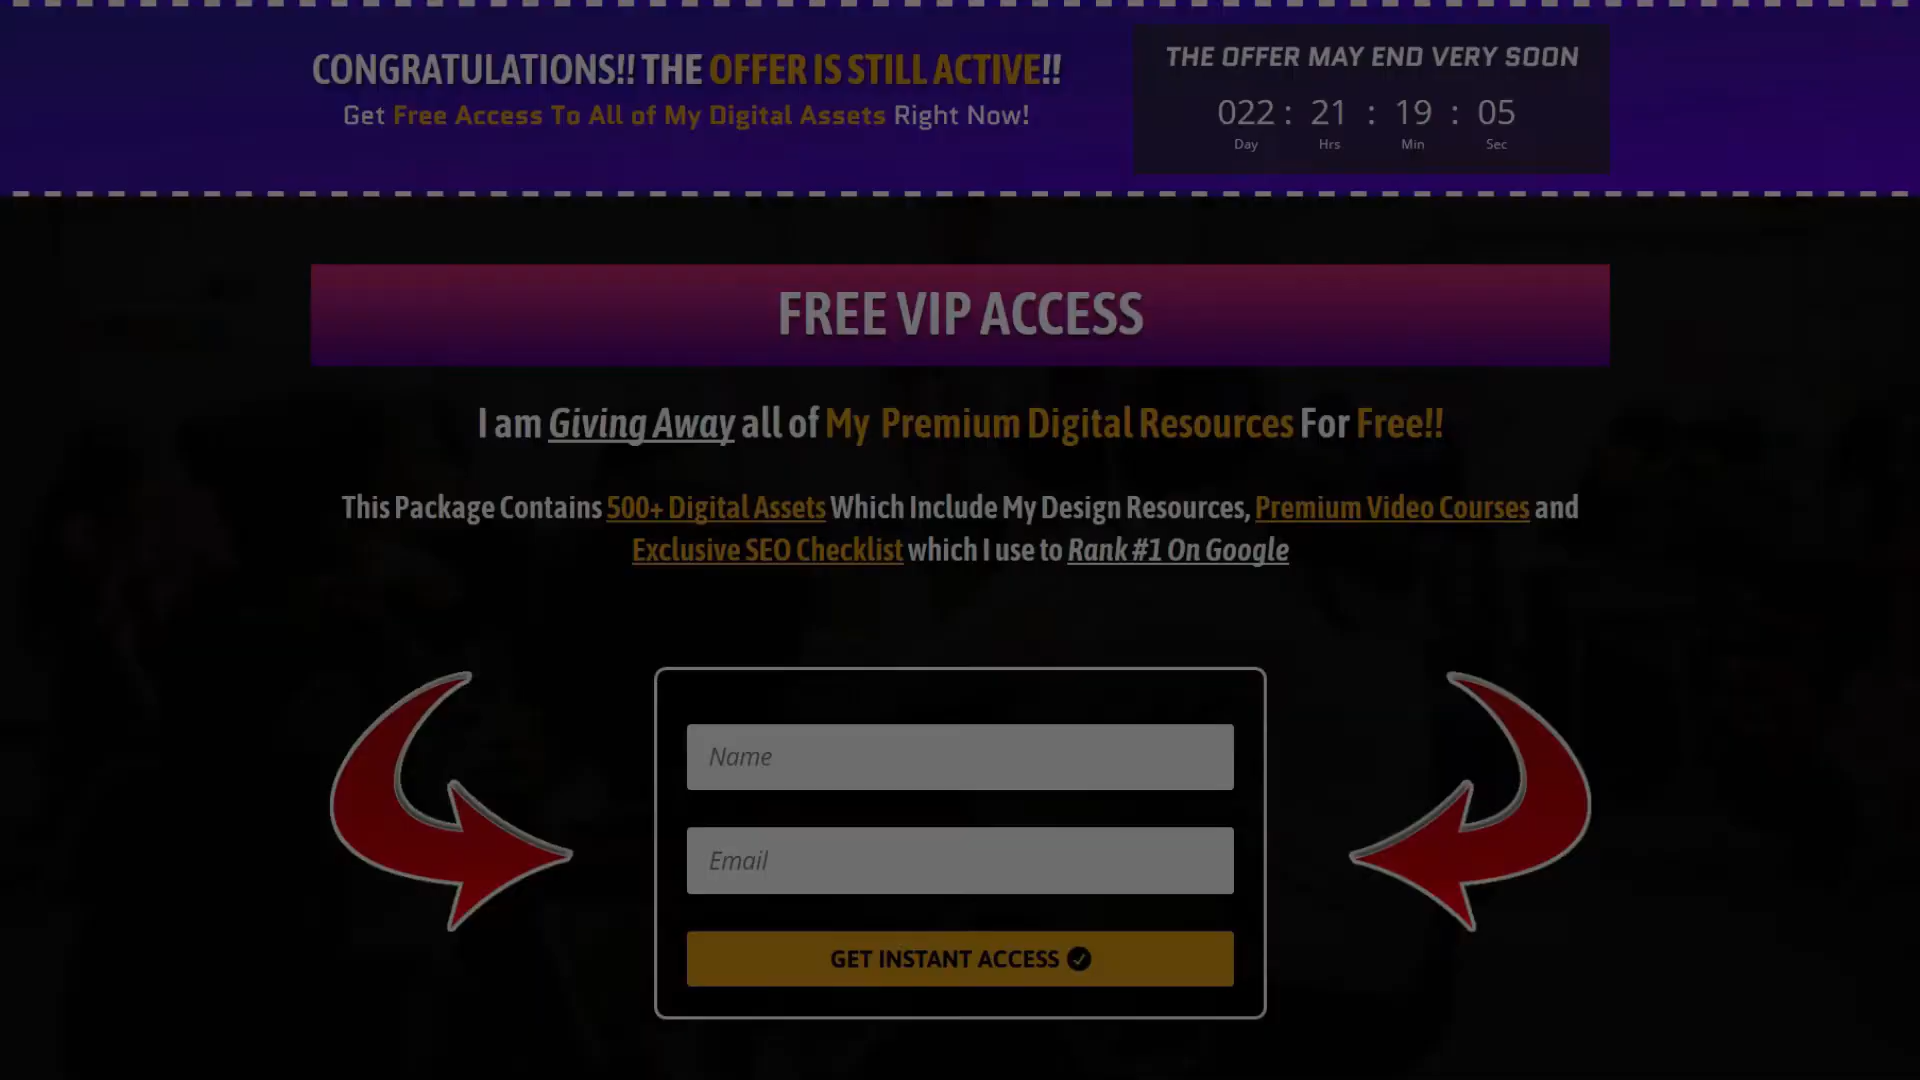 CONGRATULATIONS!! THE OFFER IS STILL ACTIVE!!
Get Free Access To All of My Digital Assets Right Now!
THE OFFER MAY END VERY SOON
022 : 21 : 19 : 05
Day Hrs Min Sec
FREE VIP ACCESS
I am Giving Away all of My Premium Digital Resources For Free!!
This Package Contains 500+ Digital Assets Which Include My Design Resources, Premium Video Courses and
Exclusive SEO Checklist which I use to Rank #1 On Google
Name
Email
GET INSTANT ACCESS